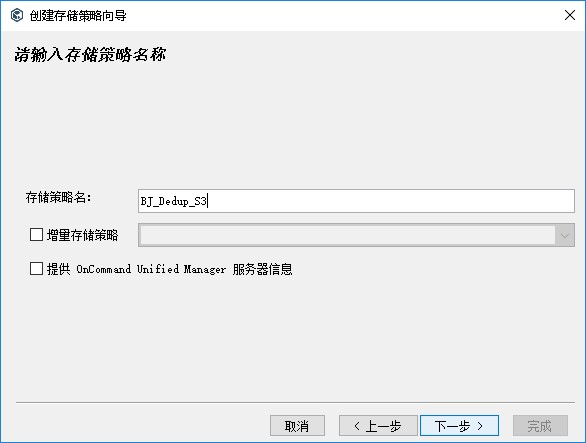 创建存储策略向导
请输入存储策略名称
存储策略名:
BJ_Dedup_S3
增量存储策略
提供 OnCommand Unified Manager 服务器信息
取消
< 上一步
下一步 >
完成